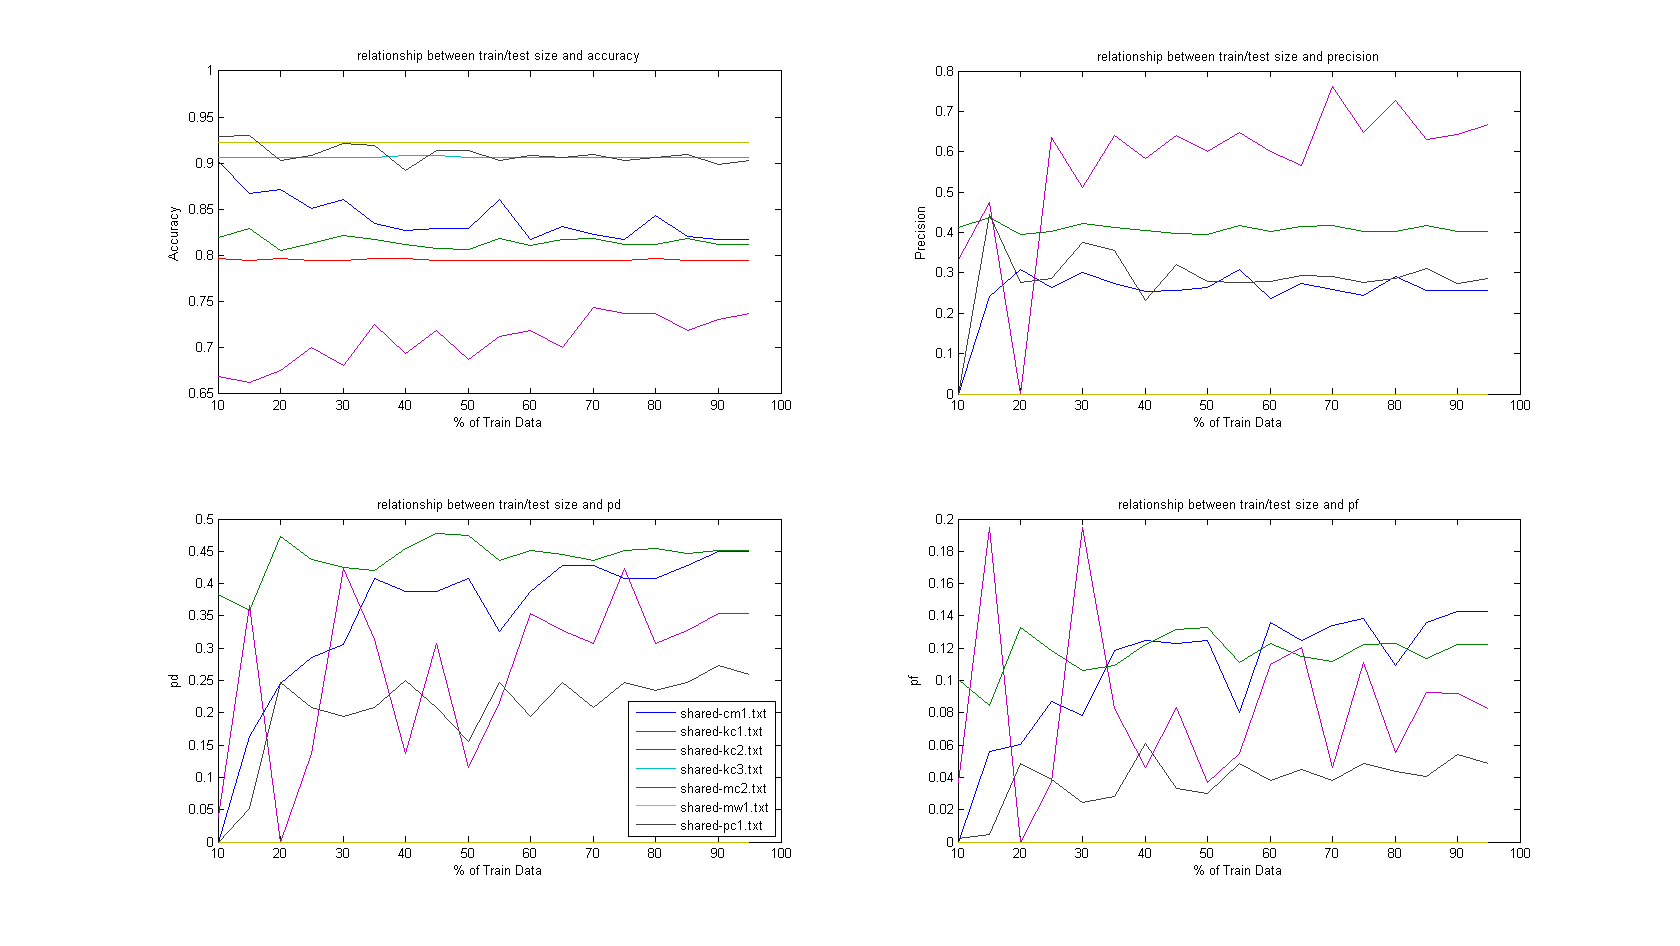 relationship between train/test size and accuracy
1
0.95
0.9
0.85
0.8
0.75
0.7
0.65
Accuracy
10 20 30 40 50 60 70 80 90 100
% of Train Data
relationship between train/test size and precision
0.8
0.7
0.6
0.5
0.4
0.3
0.2
0.1
0
Precision
10 20 30 40 50 60 70 80 90 100
% of Train Data
relationship between train/test size and pd
0.5
0.45
0.4
0.35
0.3
0.25
0.2
0.15
0.1
0.05
0
pd
10 20 30 40 50 60 70 80 90 100
% of Train Data
shared-cm1.txt
shared-kc1.txt
shared-kc2.txt
shared-kc3.txt
shared-mc2.txt
shared-mw1.txt
shared-pc1.txt
relationship between train/test size and pf
0.2
0.18
0.16
0.14
0.12
0.1
0.08
0.06
0.04
0.02
0
pf
10 20 30 40 50 60 70 80 90 100
% of Train Data